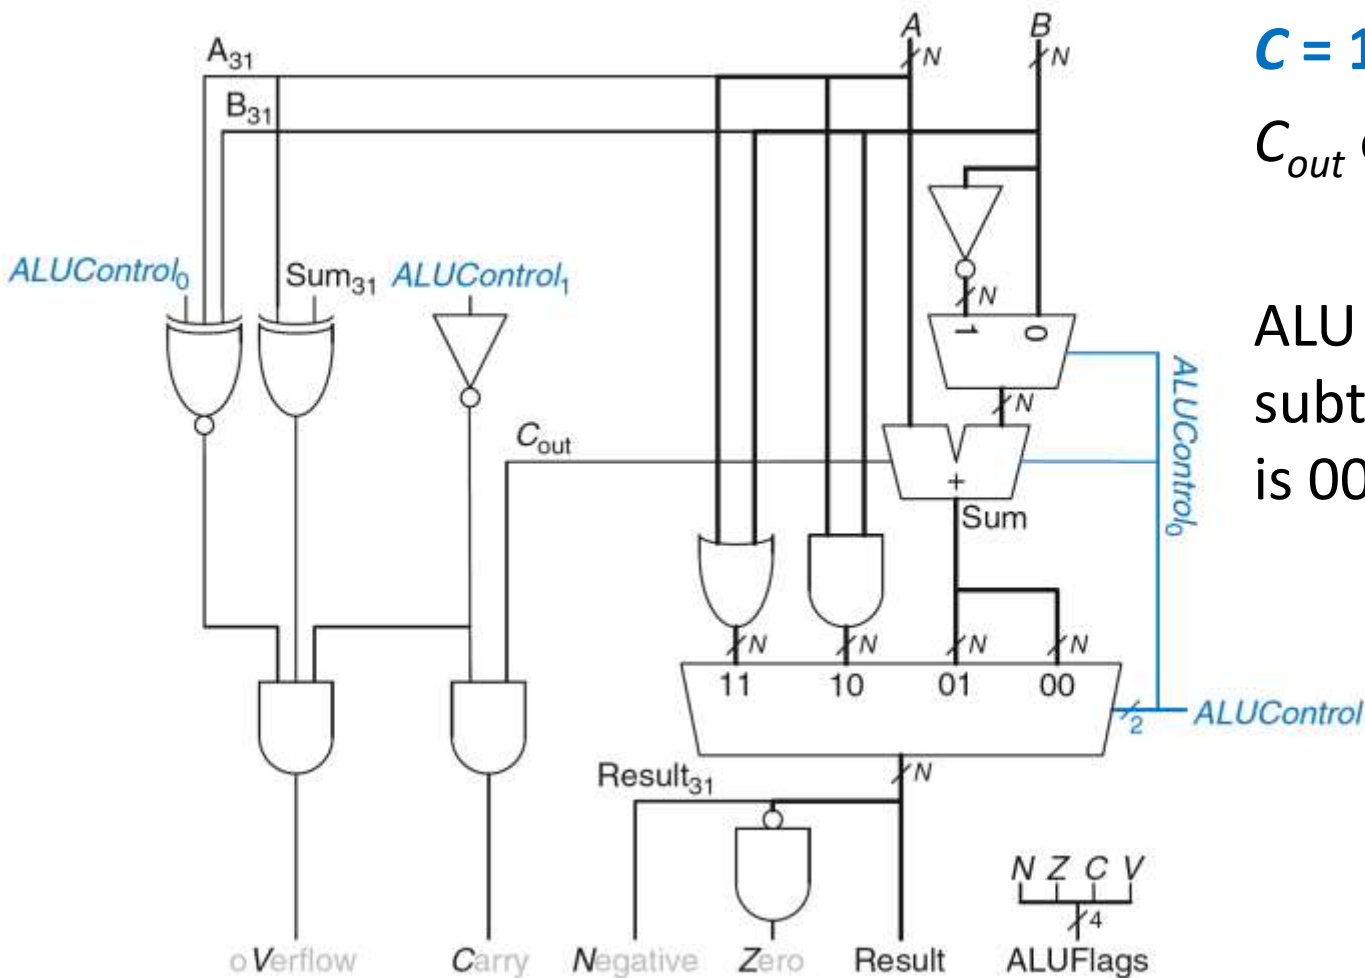 A
B
N
N
C = 1
A31
B31
Cout
ALUControl0
Sum31
ALUControl1
N
1
0
ALU
subt
is 00
ALUControl0
N
Cout
+
Sum
N
N
N
N
11
10
01
00
2
ALUControl
Result31
N
N Z C V
4
oVerflow
Carry
Negative
Zero
Result
ALUFlags